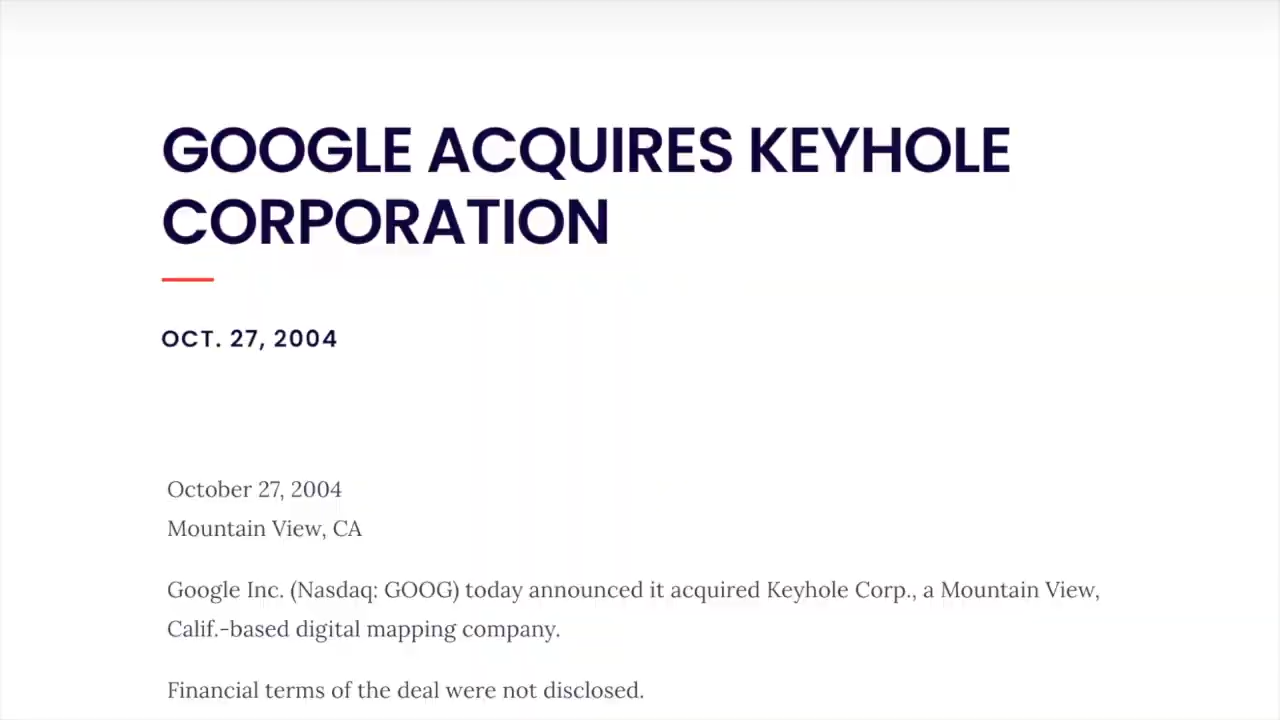 GOOGLE ACQUIRES KEYHOLE
CORPORATION
OCT. 27, 2004
October 27, 2004
Mountain View, CA
Google Inc. (Nasdaq: GOOG) today announced it acquired Keyhole Corp., a Mountain View,
Calif.-based digital mapping company.
Financial terms of the deal were not disclosed.